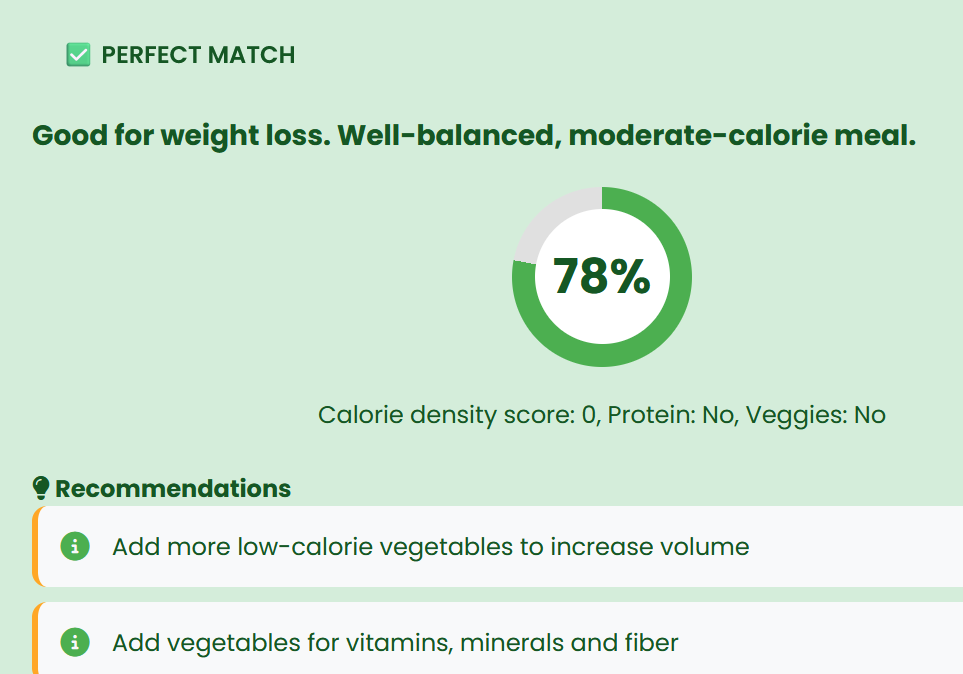 ✅ PERFECT MATCH
Good for weight loss. Well-balanced, moderate-calorie meal.
78%
Calorie density score: 0, Protein: No, Veggies: No
Recommendations
Add more low-calorie vegetables to increase volume
Add vegetables for vitamins, minerals and fiber